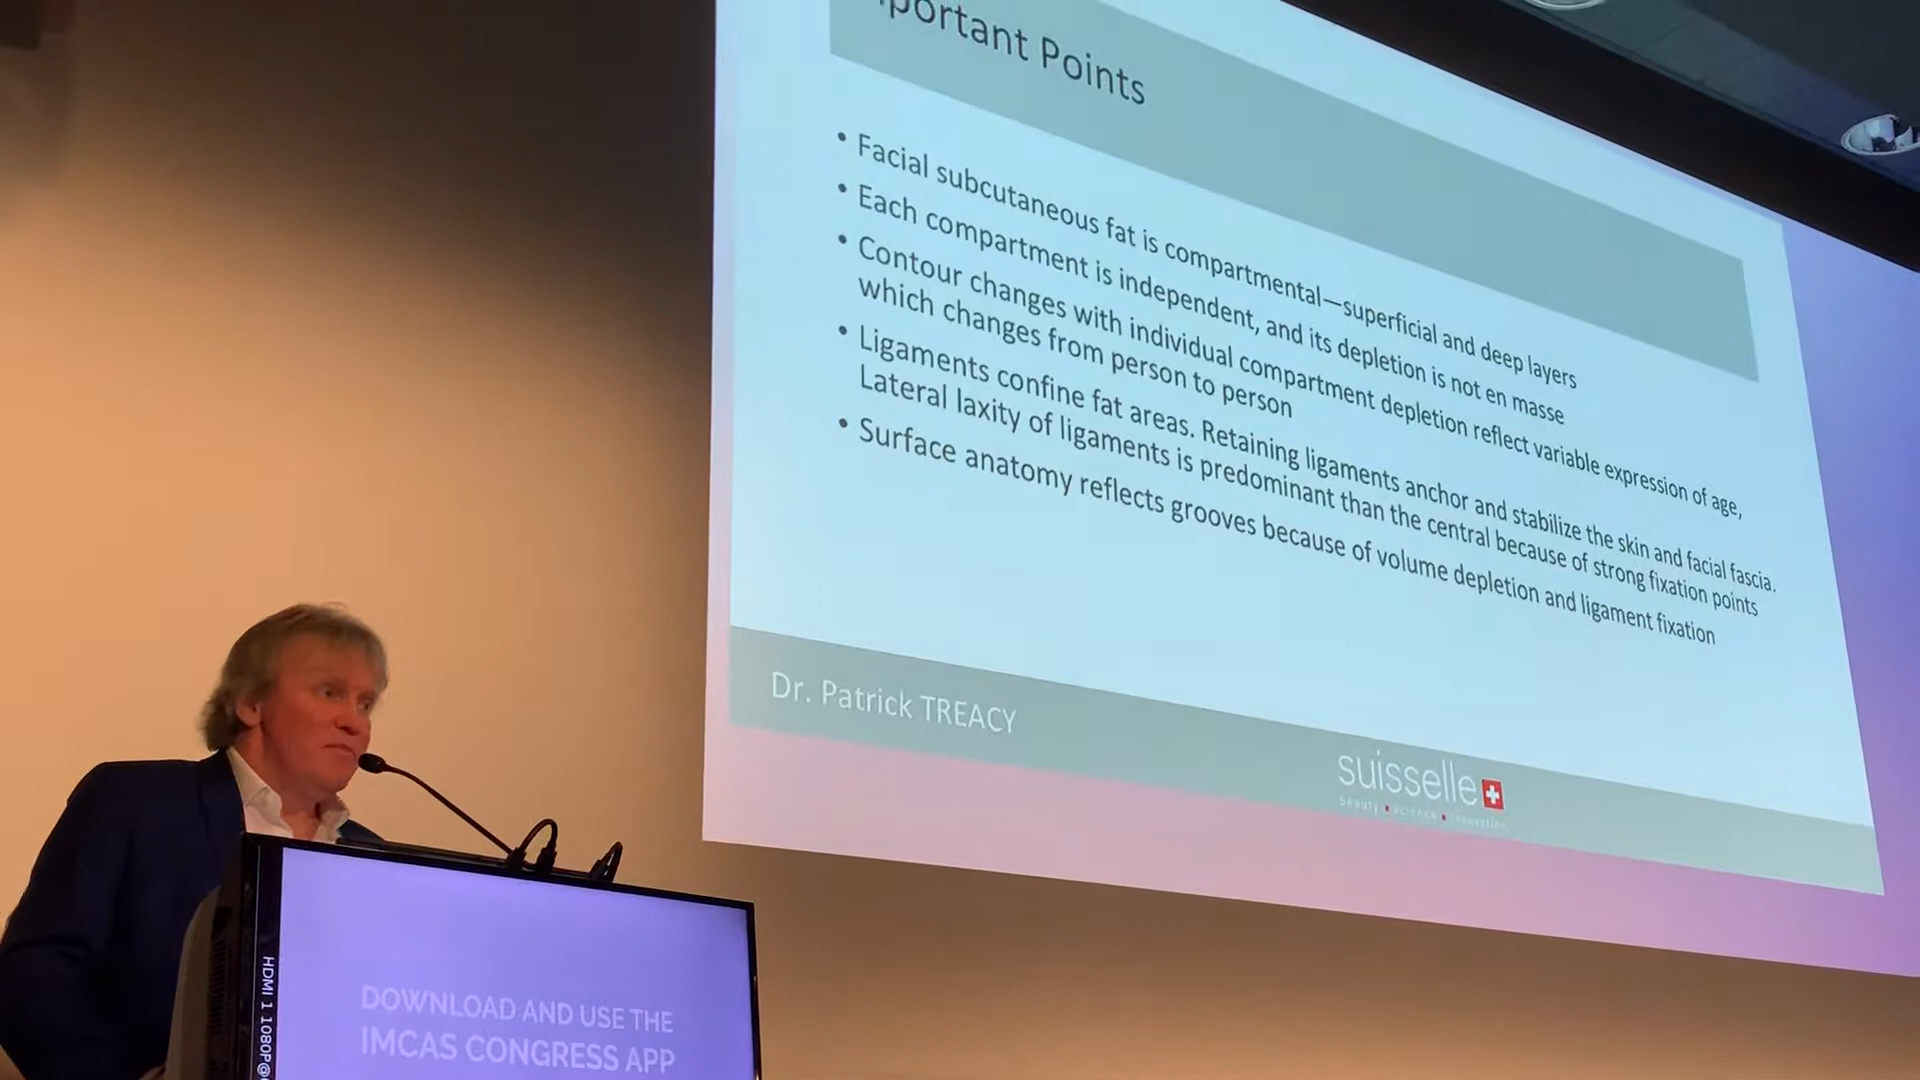 portant Points
• Facial subcutaneous fat is compartmental—superficial and deep layers
• Each compartment is independent, and its depletion is not en masse
• Contour changes with individual compartment depletion reflect variable expression of age,
which changes from person to person
• Ligaments confine fat areas. Retaining ligaments anchor and stabilize the skin and facial fascia.
Lateral laxity of ligaments is predominant than the central because of strong fixation points
• Surface anatomy reflects grooves because of volume depletion and ligament fixation
Dr. Patrick TREACY
suisselle
beauty • science • innovation
HDMI 1 1080P@
DOWNLOAD AND USE THE
IMCAS CONGRESS APP